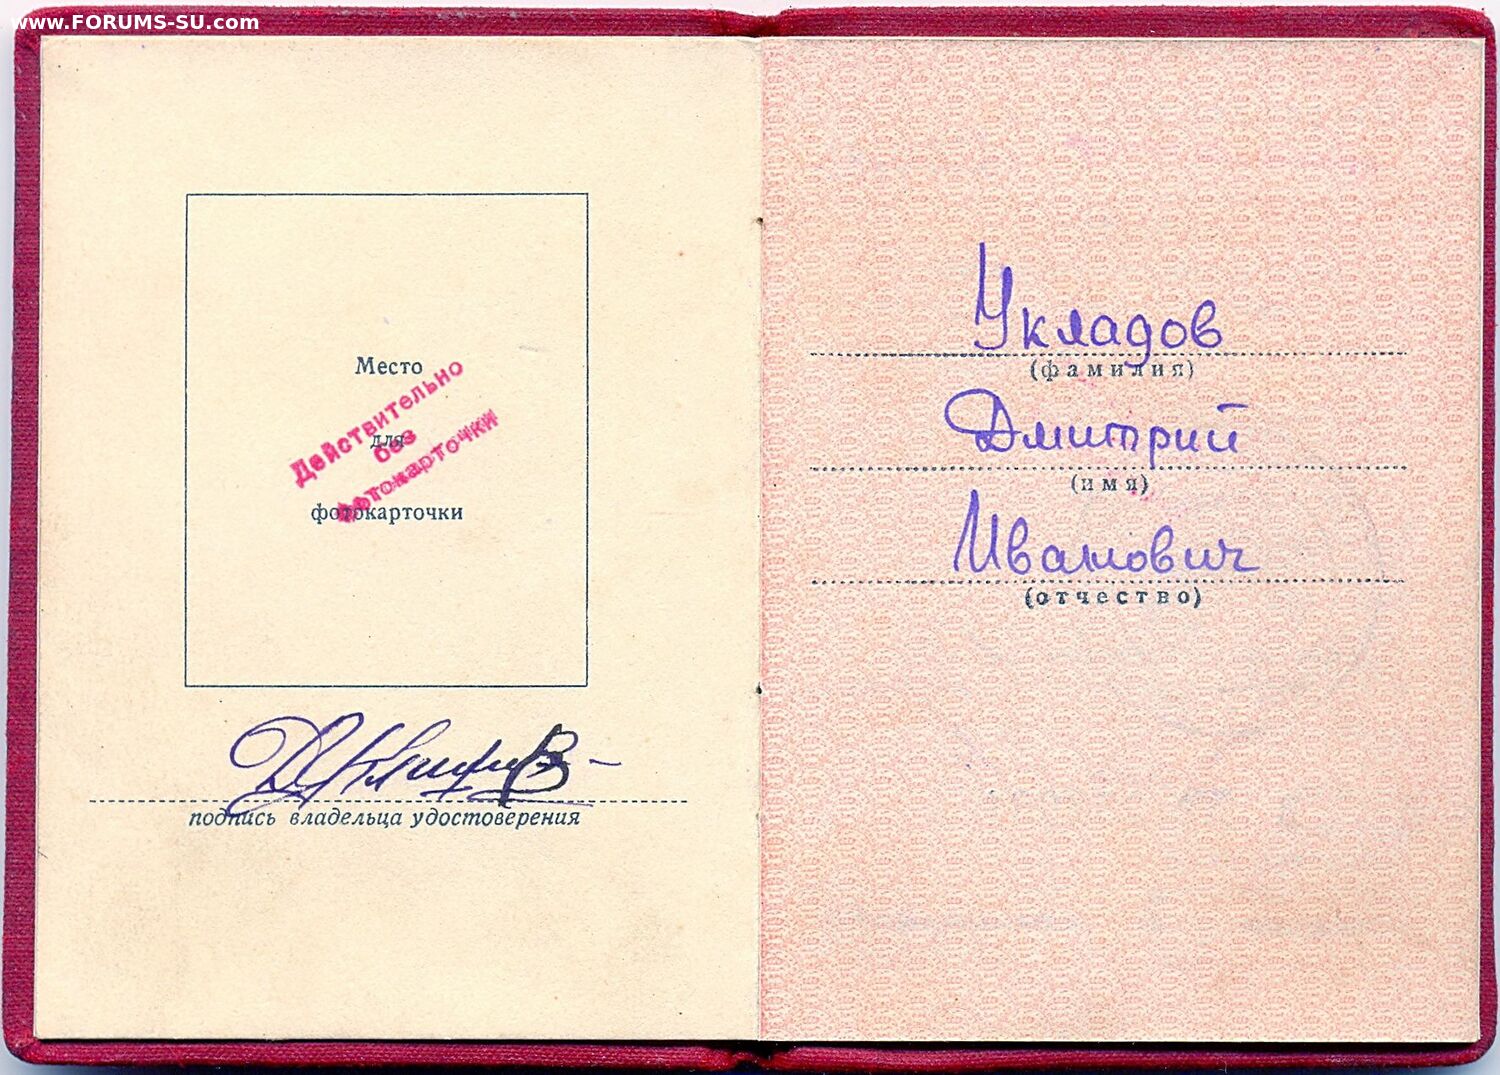 www.FORUMS-SU.com
Место
для
фотокарточки
Действительно
без
фотокарточки
подпись владельца удостоверения
Укладов
(фамилия)
Дмитрий
(имя)
Иванович
(отчество)